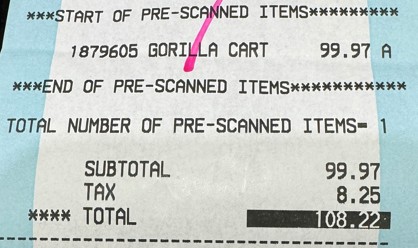 ***START OF PRE-SCANNED ITEMS*********
1879605 GORILLA CART 99.97 A
***END OF PRE-SCANNED ITEMS***********
TOTAL NUMBER OF PRE-SCANNED ITEMS= 1
SUBTOTAL 99.97
TAX 8.25
**** TOTAL 108.22